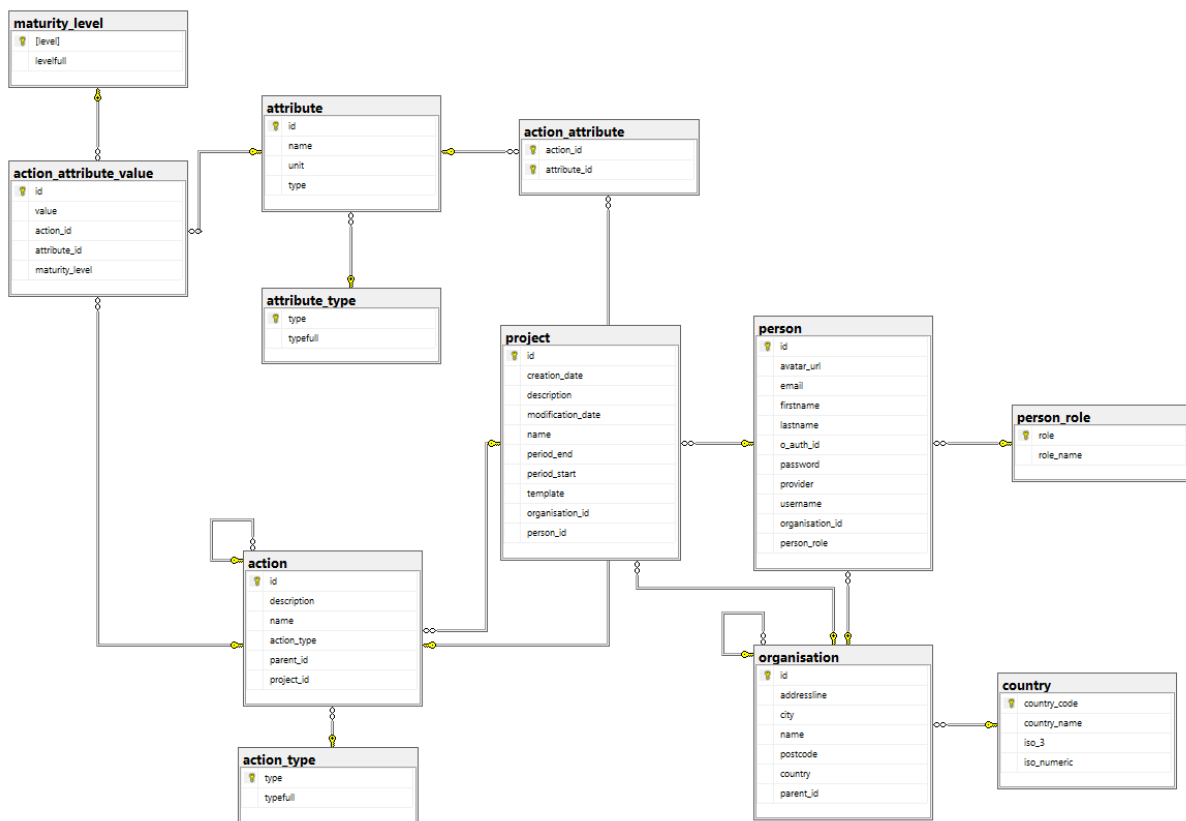 maturity_level
[level]
levelfull
attribute
id
name
unit
type
action_attribute
action_id
attribute_id
action_attribute_value
id
value
action_id
attribute_id
maturity_level
attribute_type
type
typefull
project
id
creation_date
description
modification_date
name
period_end
period_start
template
organisation_id
person_id
person
id
avatar_url
email
firstname
lastname
o_auth_id
password
provider
username
organisation_id
person_role
person_role
role
role_name
action
id
description
name
action_type
parent_id
project_id
organisation
id
addressline
city
name
postcode
country
parent_id
country
country_code
country_name
iso_3
iso_numeric
action_type
type
typefull